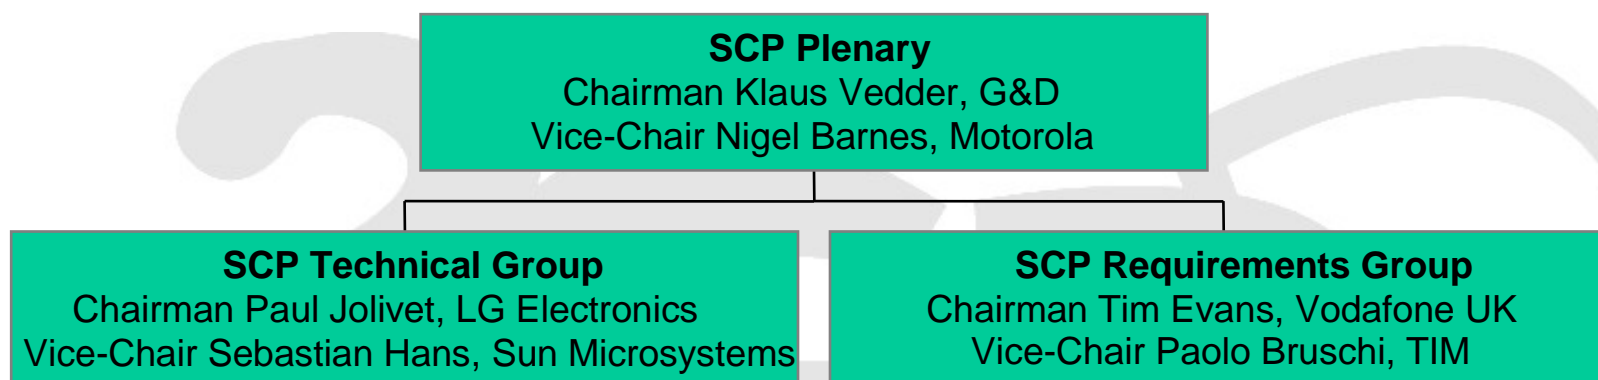 SCP Plenary
Chairman Klaus Vedder, G&D
Vice-Chair Nigel Barnes, Motorola
SCP Technical Group
Chairman Paul Jolivet, LG Electronics
Vice-Chair Sebastian Hans, Sun Microsystems
SCP Requirements Group
Chairman Tim Evans, Vodafone UK
Vice-Chair Paolo Bruschi, TIM